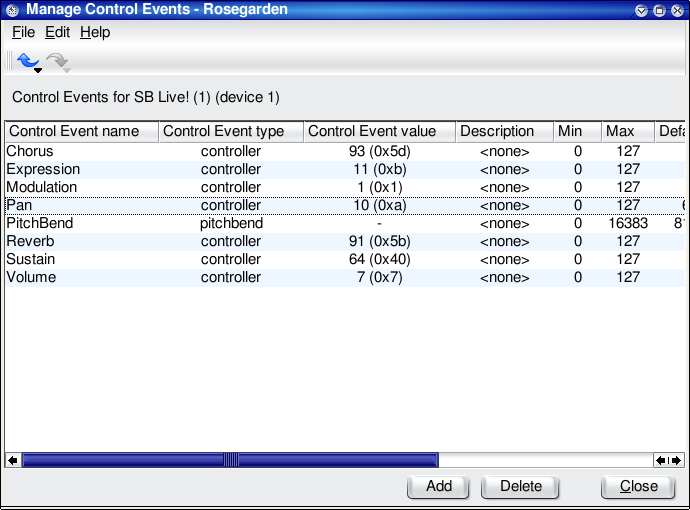 Manage Control Events - Rosegarden
File Edit Help
Control Events for SB Live! (1) (device 1)
Control Event name Control Event type Control Event value Description Min Max Defa
Chorus controller 93 (0x5d) <none> 0 127
Expression controller 11 (0xb) <none> 0 127
Modulation controller 1 (0x1) <none> 0 127
Pan controller 10 (0xa) <none> 0 127 6
PitchBend pitchbend - <none> 0 16383 81
Reverb controller 91 (0x5b) <none> 0 127
Sustain controller 64 (0x40) <none> 0 127
Volume controller 7 (0x7) <none> 0 127
Add Delete Close